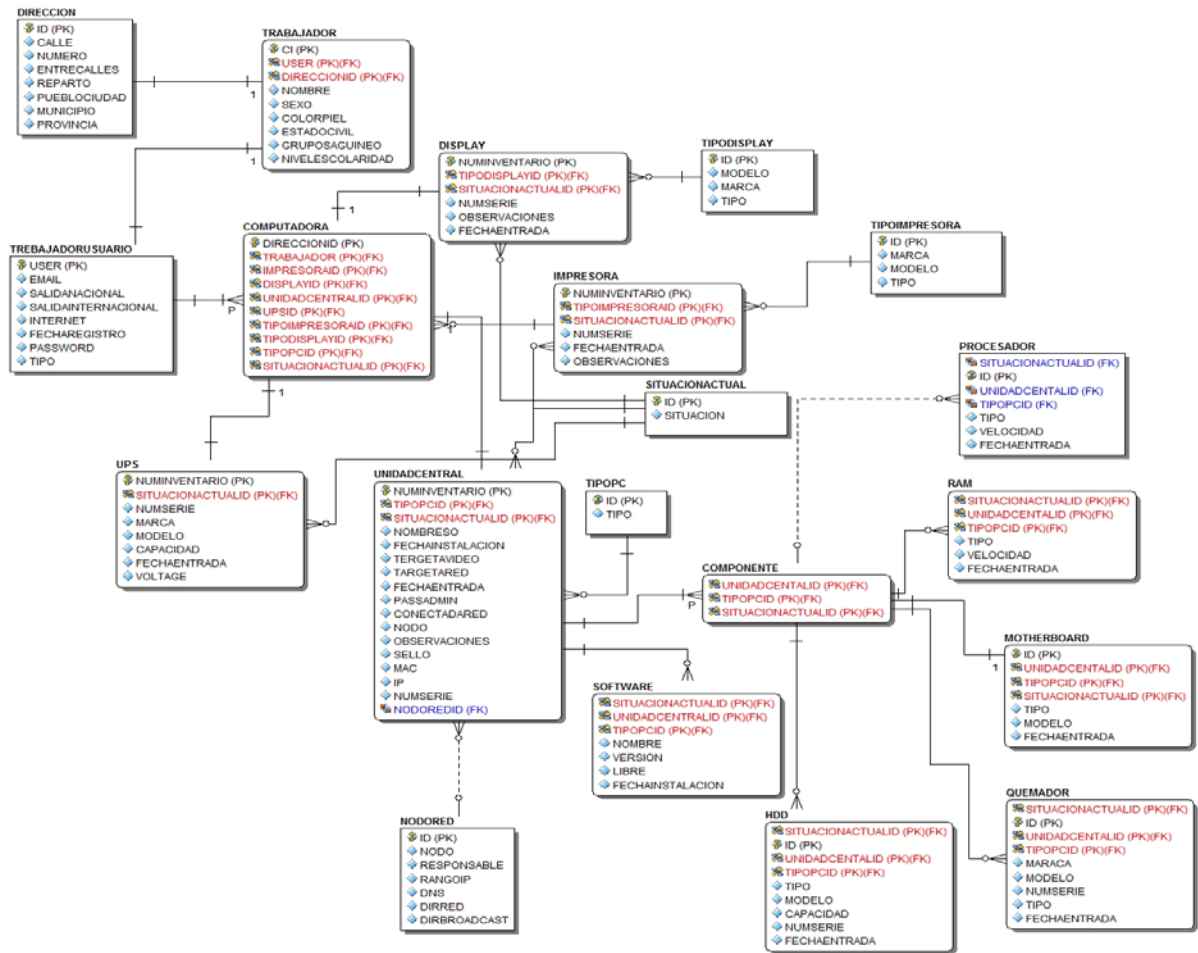 DIRECCION
ID (PK)
CALLE
NUMERO
ENTRECALLES
REPARTO
PUEBLOCIUDAD
MUNICIPIO
PROVINCIA
TRABAJADOR
CI (PK)
USER (PK)(FK)
DIRECCIONID (PK)(FK)
NOMBRE
SEXO
COLORPIEL
ESTADOCIVIL
GRUPOSAGUINEO
NIVELESCOLARIDAD
1
1
DISPLAY
NUMINVENTARIO (PK)
TIPODISPLAYID (PK)(FK)
SITUACIONACTUALID (PK)(FK)
NUMSERIE
OBSERVACIONES
FECHAENTRADA
TIPODISPLAY
ID (PK)
MODELO
MARCA
TIPO
1
TREBAJADORUSUARIO
USER (PK)
EMAIL
SALIDANACIONAL
SALIDAINTERNACIONAL
INTERNET
FECHAREGISTRO
PASSWORD
TIPO
P
COMPUTADORA
DIRECCIONID (PK)
TRABAJADOR (PK)(FK)
IMPRESORAID (PK)(FK)
DISPLAYID (PK)(FK)
UNIDADCENTRALID (PK)(FK)
UPSID (PK)(FK)
TIPOIMPRESORAID (PK)(FK)
TIPODISPLAYID (PK)(FK)
TIPOPCID (PK)(FK)
SITUACIONACTUALID (PK)(FK)
1
1
IMPRESORA
NUMINVENTARIO (PK)
TIPOIMPRESORAID (PK)(FK)
SITUACIONACTUALID (PK)(FK)
NUMSERIE
FECHAENTRADA
OBSERVACIONES
TIPOIMPRESORA
ID (PK)
MARCA
MODELO
TIPO
SITUACIONACTUAL
ID (PK)
SITUACION
PROCESADOR
SITUACIONACTUALID (FK)
ID (PK)
UNIDADCENTALID (FK)
TIPOPCID (FK)
TIPO
VELOCIDAD
FECHAENTRADA
UPS
NUMINVENTARIO (PK)
SITUACIONACTUALID (PK)(FK)
NUMSERIE
MARCA
MODELO
CAPACIDAD
FECHAENTRADA
VOLTAGE
UNIDADCENTRAL
NUMINVENTARIO (PK)
TIPOPCID (PK)(FK)
SITUACIONACTUALID (PK)(FK)
NOMBRESO
FECHAINSTALACION
TERGETAVIDEO
TARGETARED
FECHAENTRADA
PASSADMIN
CONECTADARED
NODO
OBSERVACIONES
SELLO
MAC
IP
NUMSERIE
NODOREDID (FK)
TIPOPC
ID (PK)
TIPO
RAM
SITUACIONACTUALID (PK)(FK)
UNIDADCENTALID (PK)(FK)
TIPOPCID (PK)(FK)
TIPO
VELOCIDAD
FECHAENTRADA
COMPONENTE
UNIDADCENTALID (PK)(FK)
TIPOPCID (PK)(FK)
SITUACIONACTUALID (PK)(FK)
P
MOTHERBOARD
ID (PK)
UNIDADCENTALID (PK)(FK)
TIPOPCID (PK)(FK)
SITUACIONACTUALID (PK)(FK)
TIPO
MODELO
FECHAENTRADA
1
SOFTWARE
SITUACIONACTUALID (PK)(FK)
UNIDADCENTRALID (PK)(FK)
TIPOPCID (PK)(FK)
NOMBRE
VERSION
LIBRE
FECHAINSTALACION
NODORED
ID (PK)
NODO
RESPONSABLE
RANGOIP
DNS
DIRRED
DIRBROADCAST
HDD
SITUACIONACTUALID (PK)(FK)
ID (PK)
UNIDADCENTALID (PK)(FK)
TIPOPCID (PK)(FK)
TIPO
MODELO
CAPACIDAD
NUMSERIE
FECHAENTRADA
QUEMADOR
SITUACIONACTUALID (PK)(FK)
ID (PK)
UNIDADCENTALID (PK)(FK)
TIPOPCID (PK)(FK)
MARACA
MODELO
NUMSERIE
TIPO
FECHAENTRADA